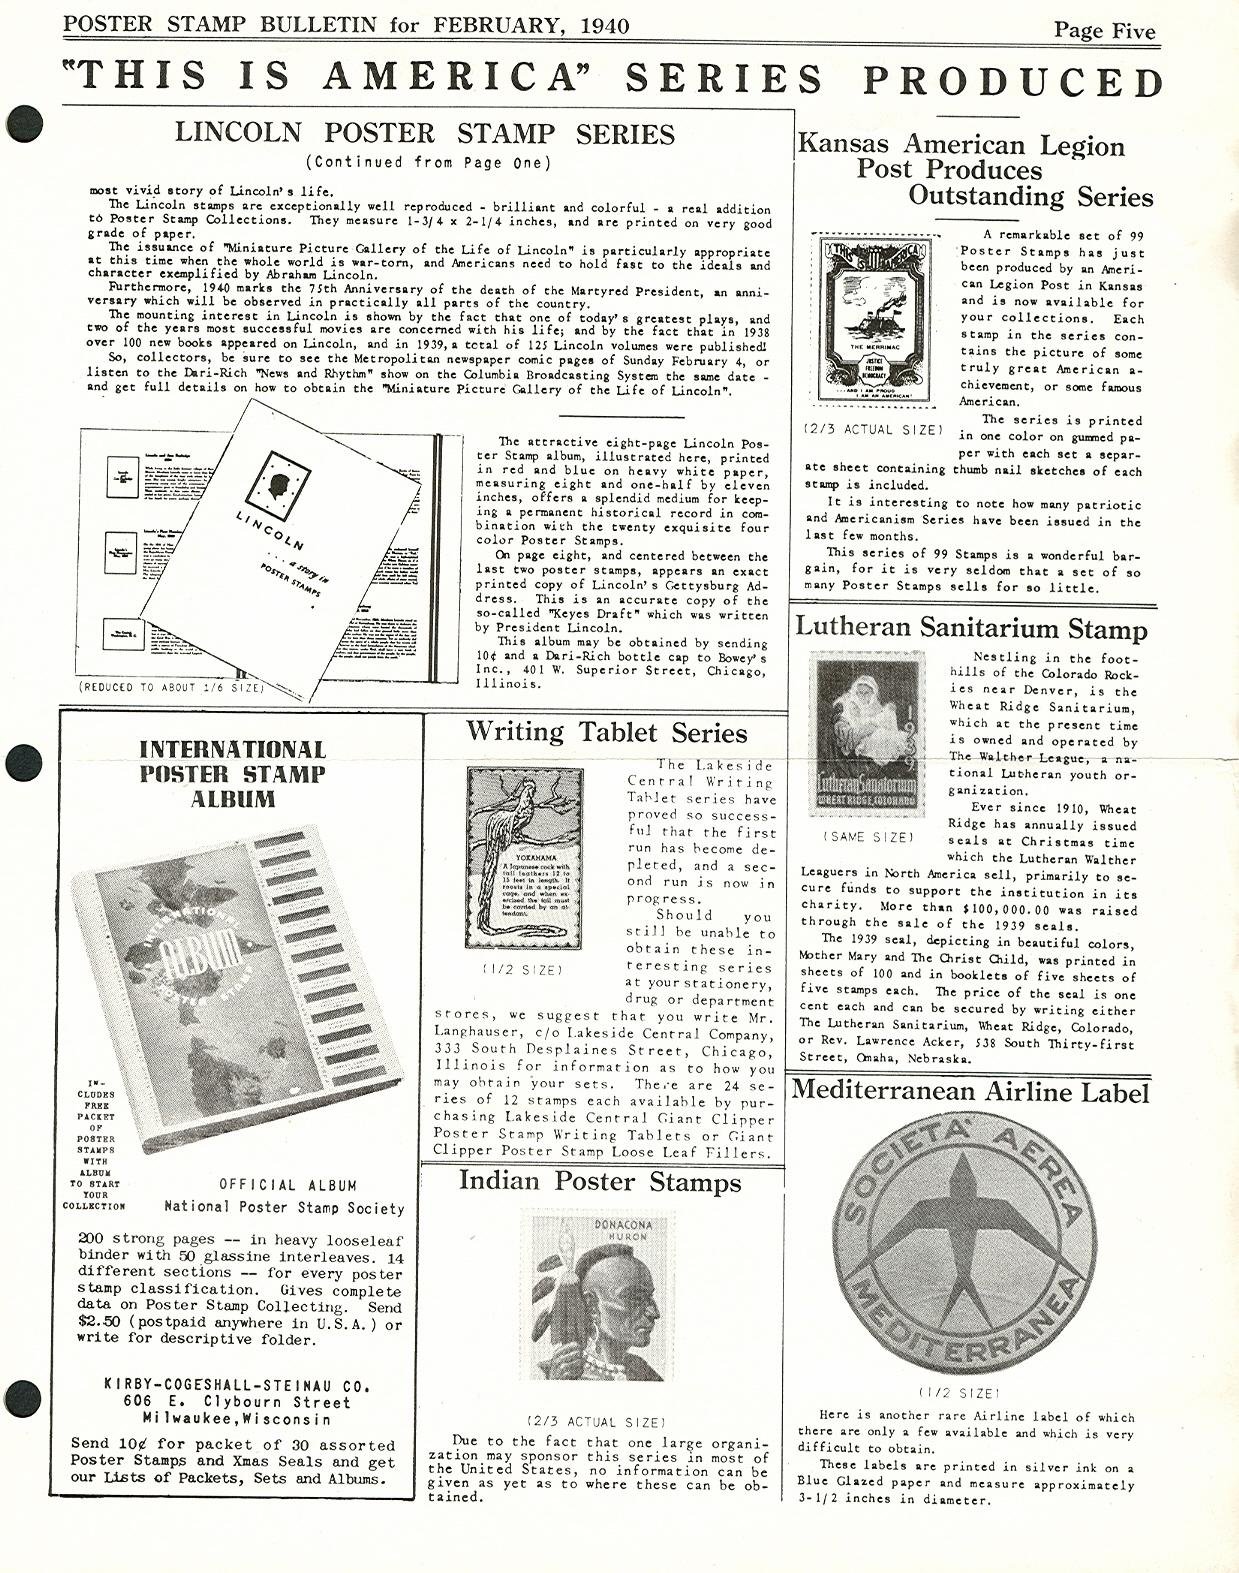 POSTER STAMP BULLETIN for FEBRUARY, 1940
Page Five
"THIS IS AMERICA" SERIES PRODUCED
LINCOLN POSTER STAMP SERIES
(Continued from Page One)
most vivid story of Lincoln's life.
The Lincoln stamps are exceptionally well reproduced - brilliant and colorful - a real addition
to Poster Stamp Collections. They measure 1-3/4 x 2-1/4 inches, and are printed on very good
grade of paper.
The issuance of "Miniature Picture Gallery of the Life of Lincoln" is particularly appropriate
at this time when the whole world is war-torn, and Americans need to hold fast to the ideals and
character exemplified by Abraham Lincoln.
Furthermore, 1940 marks the 75th Anniversary of the death of the Martyred President, an anni-
versary which will be observed in practically all parts of the country.
The mounting interest in Lincoln is shown by the fact that one of today's greatest plays, and
two of the years most successful movies are concerned with his life; and by the fact that in 1938
over 100 new books appeared on Lincoln, and in 1939, a total of 125 Lincoln volumes were published!
So, collectors, be sure to see the Metropolitan newspaper comic pages of Sunday February 4, or
listen to the Dari-Rich "News and Rhythm" show on the Columbia Broadcasting System the same date -
and get full details on how to obtain the "Miniature Picture Gallery of the Life of Lincoln".
LINCOLN
... a story in
POSTER STAMPS
(REDUCED TO ABOUT 1/6 SIZE)
The attractive eight-page Lincoln Pos-
ter Stamp album, illustrated here, printed
in red and blue on heavy white paper,
measuring eight and one-half by eleven
inches, offers a splendid medium for keep-
ing a permanent historical record in com-
bination with the twenty exquisite four
color Poster Stamps.
On page eight, and centered between the
last two poster stamps, appears an exact
printed copy of Lincoln's Gettysburg Ad-
dress. This is an accurate copy of the
so-called "Keyes Draft" which was written
by President Lincoln.
This album may be obtained by sending
10¢ and a Dari-Rich bottle cap to Bowey's
Inc., 401 W. Superior Street, Chicago,
Illinois.
INTERNATIONAL
POSTER STAMP
ALBUM
INTERNATIONAL
ALBUM
POSTER STAMP
IN-
CLUDES
FREE
PACKET
OF
POSTER
STAMPS
WITH
ALBUM
TO START
YOUR
COLLECTION
OFFICIAL ALBUM
National Poster Stamp Society
200 strong pages -- in heavy looseleaf
binder with 50 glassine interleaves. 14
different sections -- for every poster
stamp classification. Gives complete
data on Poster Stamp Collecting. Send
$2.50 (postpaid anywhere in U.S.A.) or
write for descriptive folder.
KIRBY-COGESHALL-STEINAU CO.
606 E. Clybourn Street
Milwaukee, Wisconsin
Send 10¢ for packet of 30 assorted
Poster Stamps and Xmas Seals and get
our Lists of Packets, Sets and Albums.
Writing Tablet Series
YOKAHAMA
A Japanese cock with
tail feathers 12 to
15 feet in length. It
roosts in a special
cage, and when ex-
ercised the tail must
be carried by an at-
tendant.
(1/2 SIZE)
The Lakeside
Central Writing
Tablet series have
proved so success-
ful that the first
run has become de-
pleted, and a sec-
ond run is now in
progress.
Should you
still be unable to
obtain these in-
teresting series
at your stationery,
drug or department
stores, we suggest that you write Mr.
Langhauser, c/o Lakeside Central Company,
333 South Desplaines Street, Chicago,
Illinois for information as to how you
may obtain your sets. There are 24 se-
ries of 12 stamps each available by pur-
chasing Lakeside Central Giant Clipper
Poster Stamp Writing Tablets or Giant
Clipper Poster Stamp Loose Leaf Fillers.
Indian Poster Stamps
DONACONA
HURON
(2/3 ACTUAL SIZE)
Due to the fact that one large organi-
zation may sponsor this series in most of
the United States, no information can be
given as yet as to where these can be ob-
tained.
Kansas American Legion
Post Produces
Outstanding Series
THIS IS AMERICA
THE MERRIMAC
JUSTICE
FREEDOM
DEMOCRACY
...AND I AM PROUD
I AM AN AMERICAN!
(2/3 ACTUAL SIZE)
A remarkable set of 99
Poster Stamps has just
been produced by an Ameri-
can Legion Post in Kansas
and is now available for
your collections. Each
stamp in the series con-
tains the picture of some
truly great American a-
chievement, or some famous
American.
The series is printed
in one color on gummed pa-
per with each set a separ-
ate sheet containing thumb nail sketches of each
stamp is included.
It is interesting to note how many patriotic
and Americanism Series have been issued in the
last few months.
This series of 99 Stamps is a wonderful bar-
gain, for it is very seldom that a set of so
many Poster Stamps sells for so little.
Lutheran Sanitarium Stamp
1939
Lutheran Sanatorium
WHEAT RIDGE, COLORADO
(SAME SIZE)
Nestling in the foot-
hills of the Colorado Rock-
ies near Denver, is the
Wheat Ridge Sanitarium,
which at the present time
is owned and operated by
The Walther League, a na-
tional Lutheran youth or-
ganization.
Ever since 1910, Wheat
Ridge has annually issued
seals at Christmas time
which the Lutheran Walther
Leaguers in North America sell, primarily to se-
cure funds to support the institution in its
charity. More than $100,000.00 was raised
through the sale of the 1939 seals.
The 1939 seal, depicting in beautiful colors,
Mother Mary and The Christ Child, was printed in
sheets of 100 and in booklets of five sheets of
five stamps each. The price of the seal is one
cent each and can be secured by writing either
The Lutheran Sanitarium, Wheat Ridge, Colorado,
or Rev. Lawrence Acker, 538 South Thirty-first
Street, Omaha, Nebraska.
Mediterranean Airline Label
SOCIETA' AEREA
MEDITERRANEA
(1/2 SIZE)
Here is another rare Airline label of which
there are only a few available and which is very
difficult to obtain.
These labels are printed in silver ink on a
Blue Glazed paper and measure approximately
3-1/2 inches in diameter.